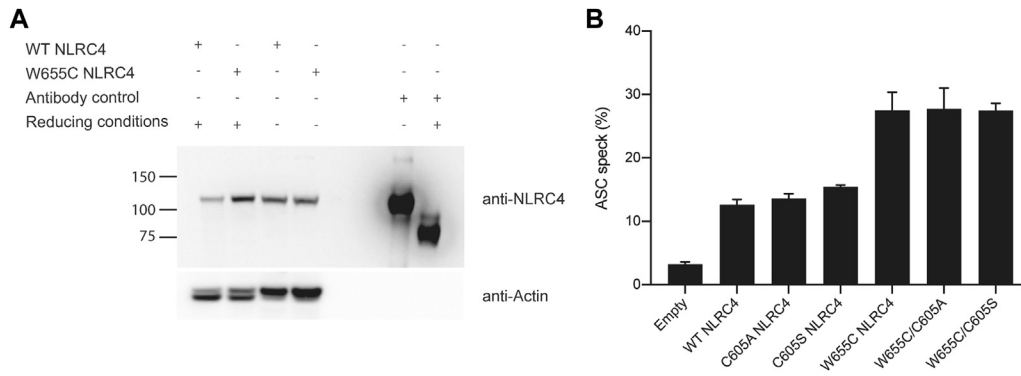 A
WT NLRC4 + - + - - -
W655C NLRC4 - + - + - -
Antibody control - - - - + +
Reducing conditions + + - - - +
150
100
75
anti-NLRC4
anti-Actin
B
ASC speck (%)
40
30
20
10
0
Empty
WT NLRC4
C605A NLRC4
C605S NLRC4
W655C NLRC4
W655C/C605A
W655C/C605S